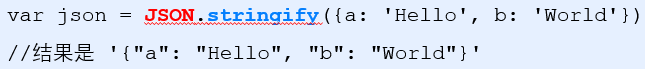 var json = JSON.stringify({a: 'Hello', b: 'World'})
//结果是 '{"a": "Hello", "b": "World"}'